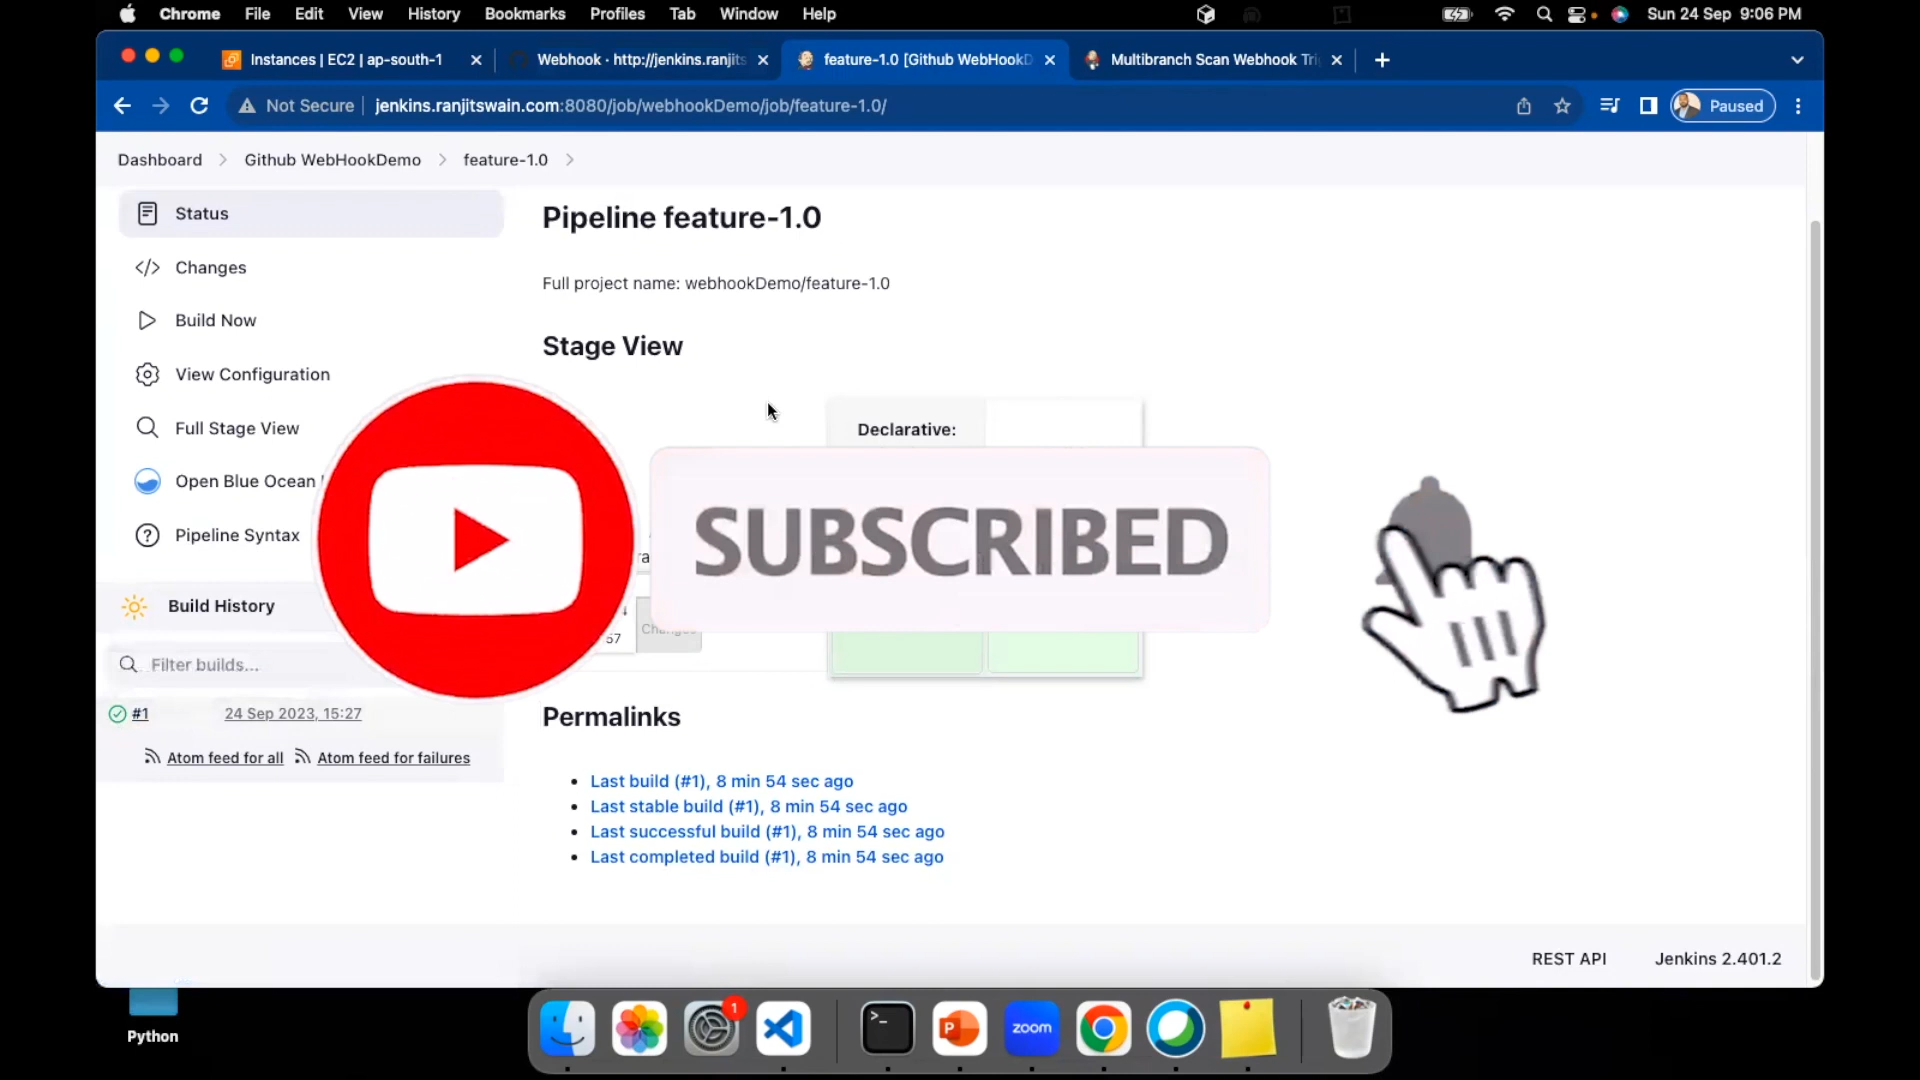 Chrome File Edit View History Bookmarks Profiles Tab Window Help Sun 24 Sep 9:06 PM
Instances | EC2 | ap-south-1 Webhook · http://jenkins.ranjits feature-1.0 [Github WebHookD Multibranch Scan Webhook Tri
Not Secure jenkins.ranjitswain.com:8080/job/webhookDemo/job/feature-1.0/ Paused
Dashboard Github WebHookDemo feature-1.0
Status
Pipeline feature-1.0
Changes
Full project name: webhookDemo/feature-1.0
Build Now
Stage View
View Configuration
Full Stage View
Declarative:
Open Blue Ocean
Pipeline Syntax
SUBSCRIBED
Build History
57
Changes
Filter builds...
#1 24 Sep 2023, 15:27
Permalinks
Atom feed for all Atom feed for failures
Last build (#1), 8 min 54 sec ago
Last stable build (#1), 8 min 54 sec ago
Last successful build (#1), 8 min 54 sec ago
Last completed build (#1), 8 min 54 sec ago
REST API Jenkins 2.401.2
1
zoom
Python